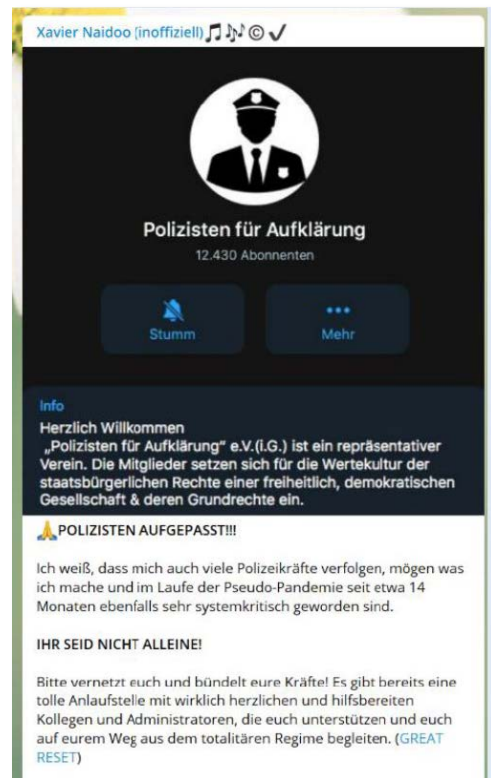 Xavier Naidoo (inoffiziell)🎵 🎶 © ✓
Polizisten für Aufklärung
12.430 Abonnenten
Stumm
Mehr
Info
Herzlich Willkommen
„Polizisten für Aufklärung“ e.V.(i.G.) ist ein repräsentativer
Verein. Die Mitglieder setzen sich für die Wertekultur der
staatsbürgerlichen Rechte einer freiheitlich, demokratischen
Gesellschaft & deren Grundrechte ein.
🙏POLIZISTEN AUFGEPASST!!!
Ich weiß, dass mich auch viele Polizeikräfte verfolgen, mögen was
ich mache und im Laufe der Pseudo-Pandemie seit etwa 14
Monaten ebenfalls sehr systemkritisch geworden sind.
IHR SEID NICHT ALLEINE!
Bitte vernetzt euch und bündelt eure Kräfte! Es gibt bereits eine
tolle Anlaufstelle mit wirklich herzlichen und hilfsbereiten
Kollegen und Administratoren, die euch unterstützen und euch
auf eurem Weg aus dem totalitären Regime begleiten. (GREAT
RESET)